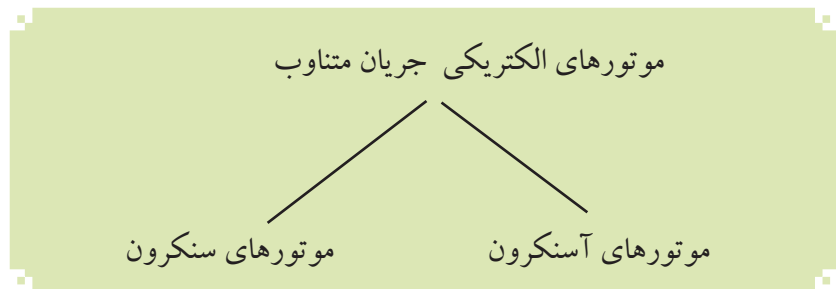 موتورهای الکتریکی جریان متناوب
موتورهای آسنکرون
موتورهای سنکرون